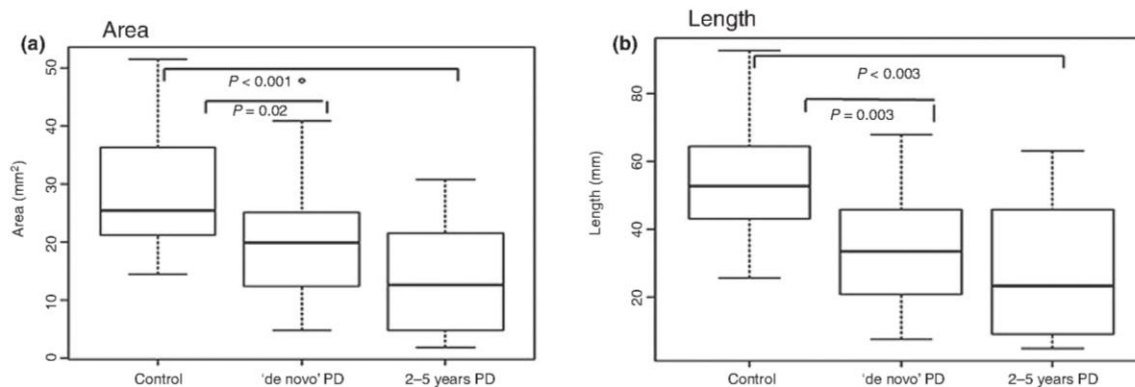 (a) Area
Area (mm²)
50
40
30
20
10
0
P < 0.001
P = 0.02
Control
'de novo' PD
2–5 years PD
(b) Length
Length (mm)
80
60
40
20
P < 0.003
P = 0.003
Control
'de novo' PD
2–5 years PD